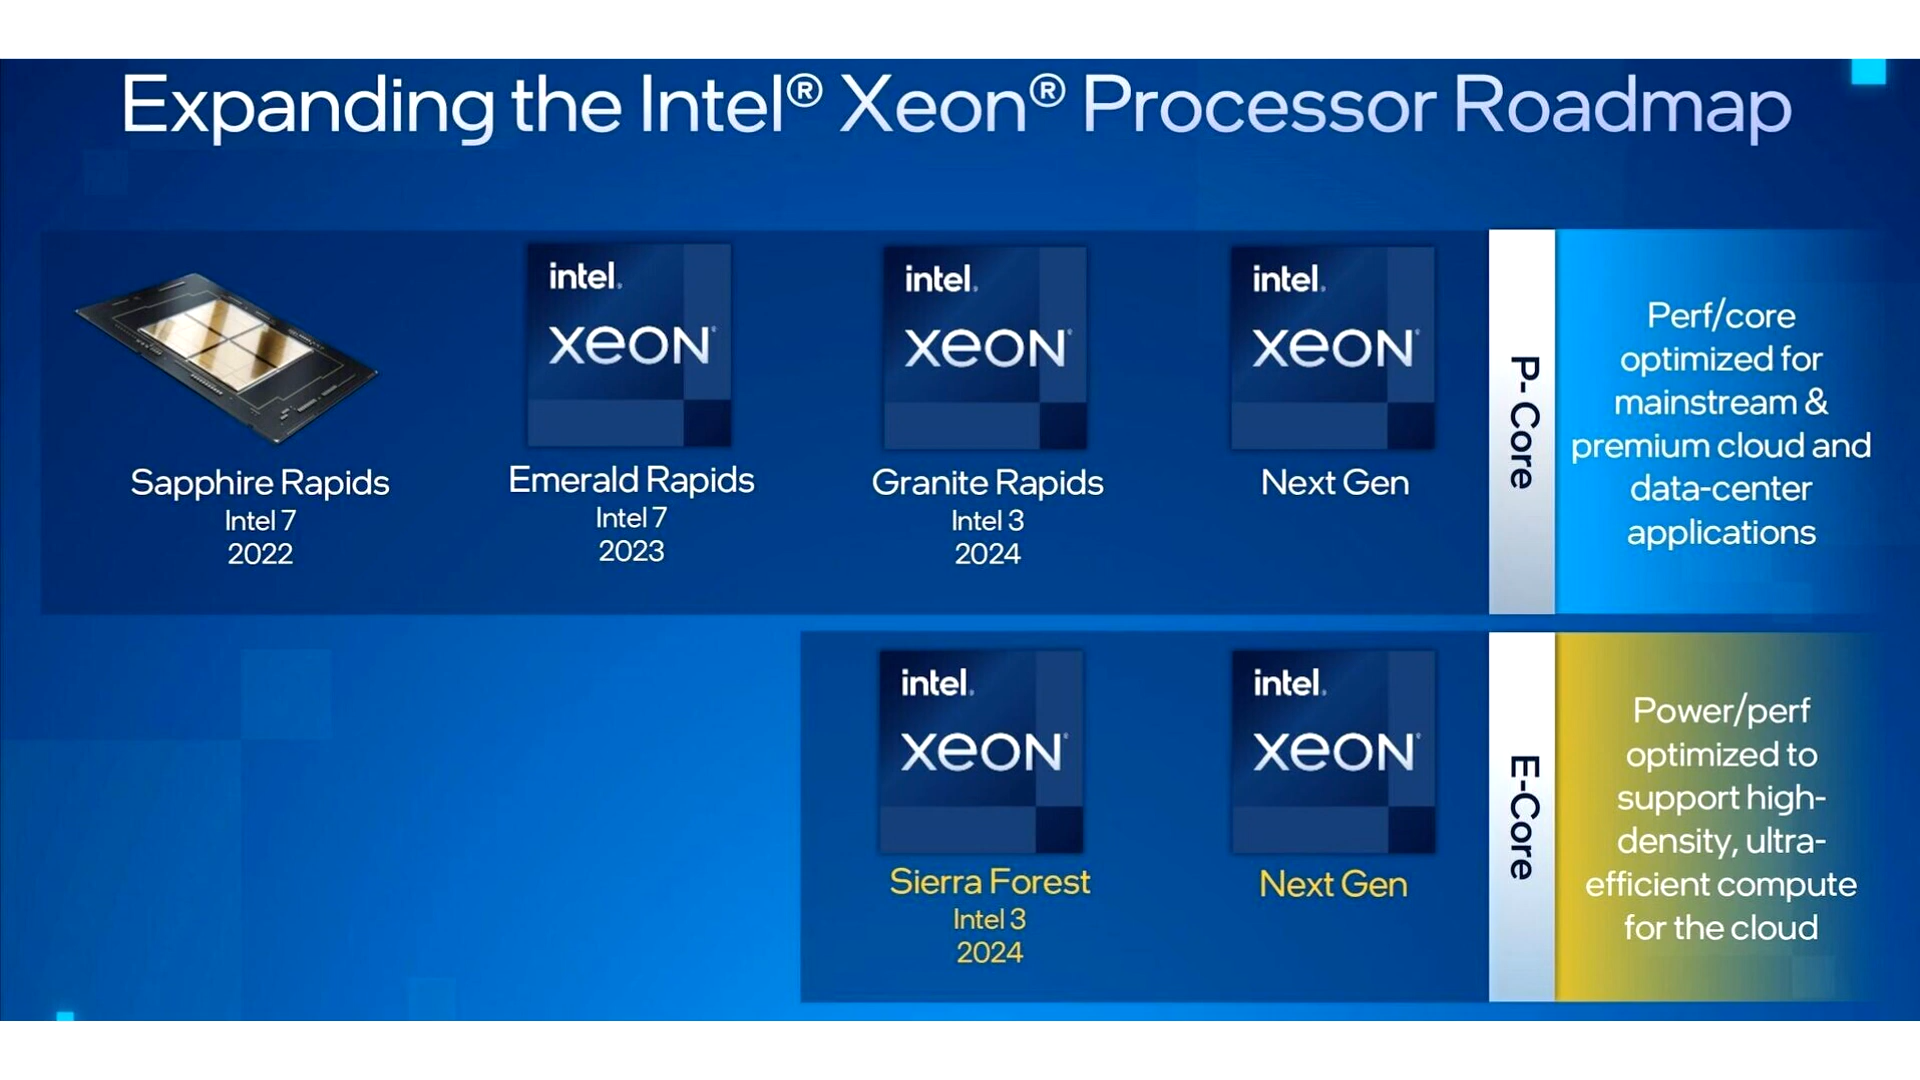 Expanding the Intel® Xeon® Processor Roadmap
intel.
xeon
intel.
xeon
intel.
xeon
Sapphire Rapids
Intel 7
2022
Emerald Rapids
Intel 7
2023
Granite Rapids
Intel 3
2024
Next Gen
P-Core
Perf/core
optimized for
mainstream &
premium cloud and
data-center
applications
intel.
xeon
intel.
xeon
Sierra Forest
Intel 3
2024
Next Gen
E-Core
Power/perf
optimized to
support high-
density, ultra-
efficient compute
for the cloud